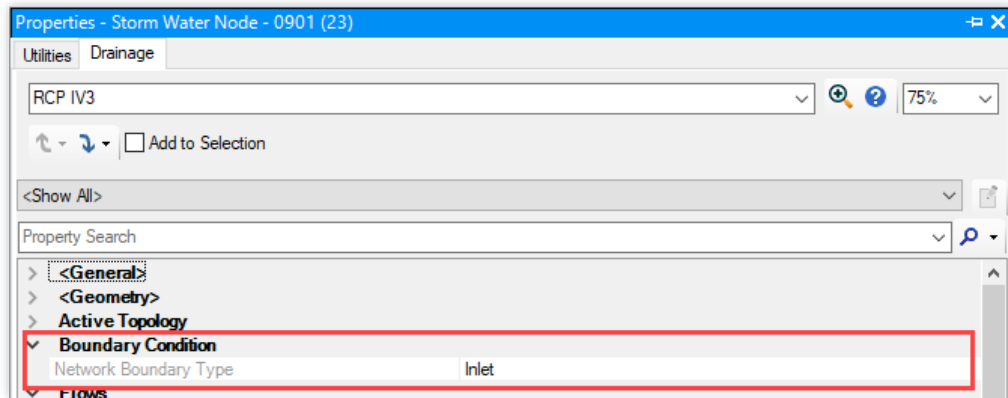 Properties - Storm Water Node - 0901 (23)
Utilities Drainage
RCP IV3 75%
Add to Selection
<Show All>
Property Search
<General>
<Geometry>
Active Topology
Boundary Condition
Network Boundary Type Inlet
Flows